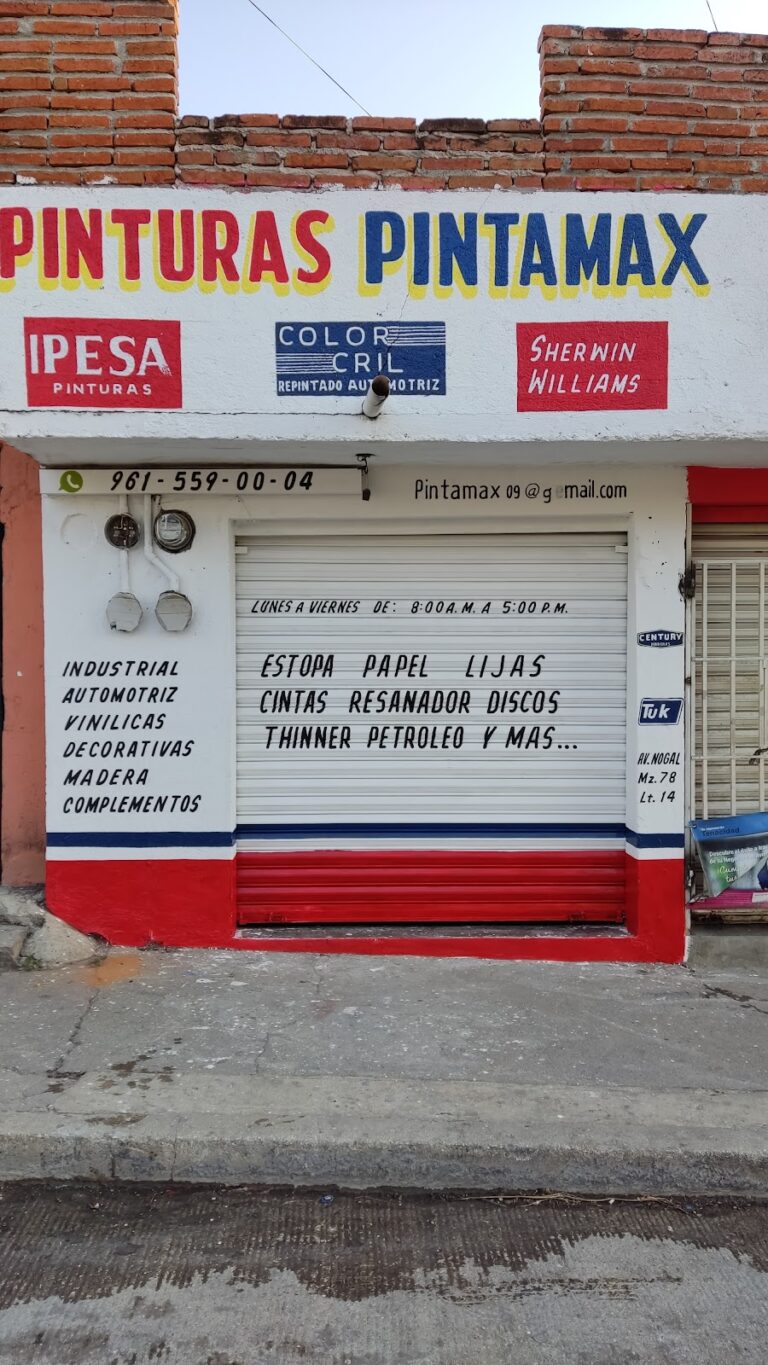 PINTURAS PINTAMAX
IPESA
PINTURAS
COLOR
CRIL
REPINTADO AUTOMOTRIZ
SHERWIN
WILLIAMS
961-559-00-04
Pintamax 09@gemail.com
LUNES A VIERNES DE: 8:00 A.M. A 5:00 P.M.
ESTOPA PAPEL LIJAS
CINTAS RESANADOR DISCOS
THINNER PETROLEO Y MAS...
INDUSTRIAL
AUTOMOTRIZ
VINILICAS
DECORATIVAS
MADERA
COMPLEMENTOS
CENTURY
Tuk
AV. NOGAL
Mz. 78
Lt. 14
Tenacidad